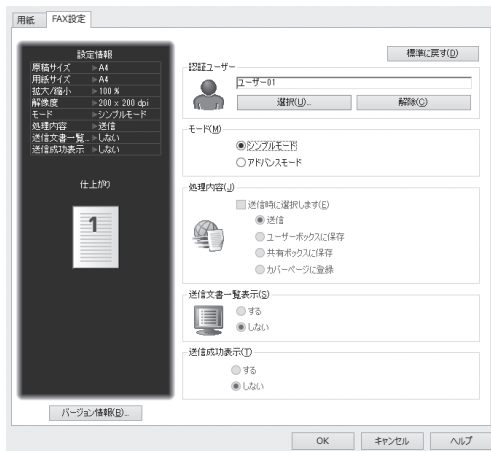 用紙 FAX設定
設定情報
原稿サイズ ▶A4
用紙サイズ ▶A4
拡大/縮小 ▶100 %
解像度 ▶200 x 200 dpi
モード ▶シンプルモード
処理内容 ▶送信
送信文書一覧... ▶しない
送信成功表示 ▶しない
仕上がり
1
バージョン情報(B)...
標準に戻す(D)
認証ユーザー
ユーザー01
選択(U)...
解除(C)
モード(M)
シンプルモード
アドバンスモード
処理内容(J)
送信時に選択します(E)
送信
ユーザーボックスに保存
共有ボックスに保存
カバーページに登録
送信文書一覧表示(S)
する
しない
送信成功表示(T)
する
しない
OK キャンセル ヘルプ